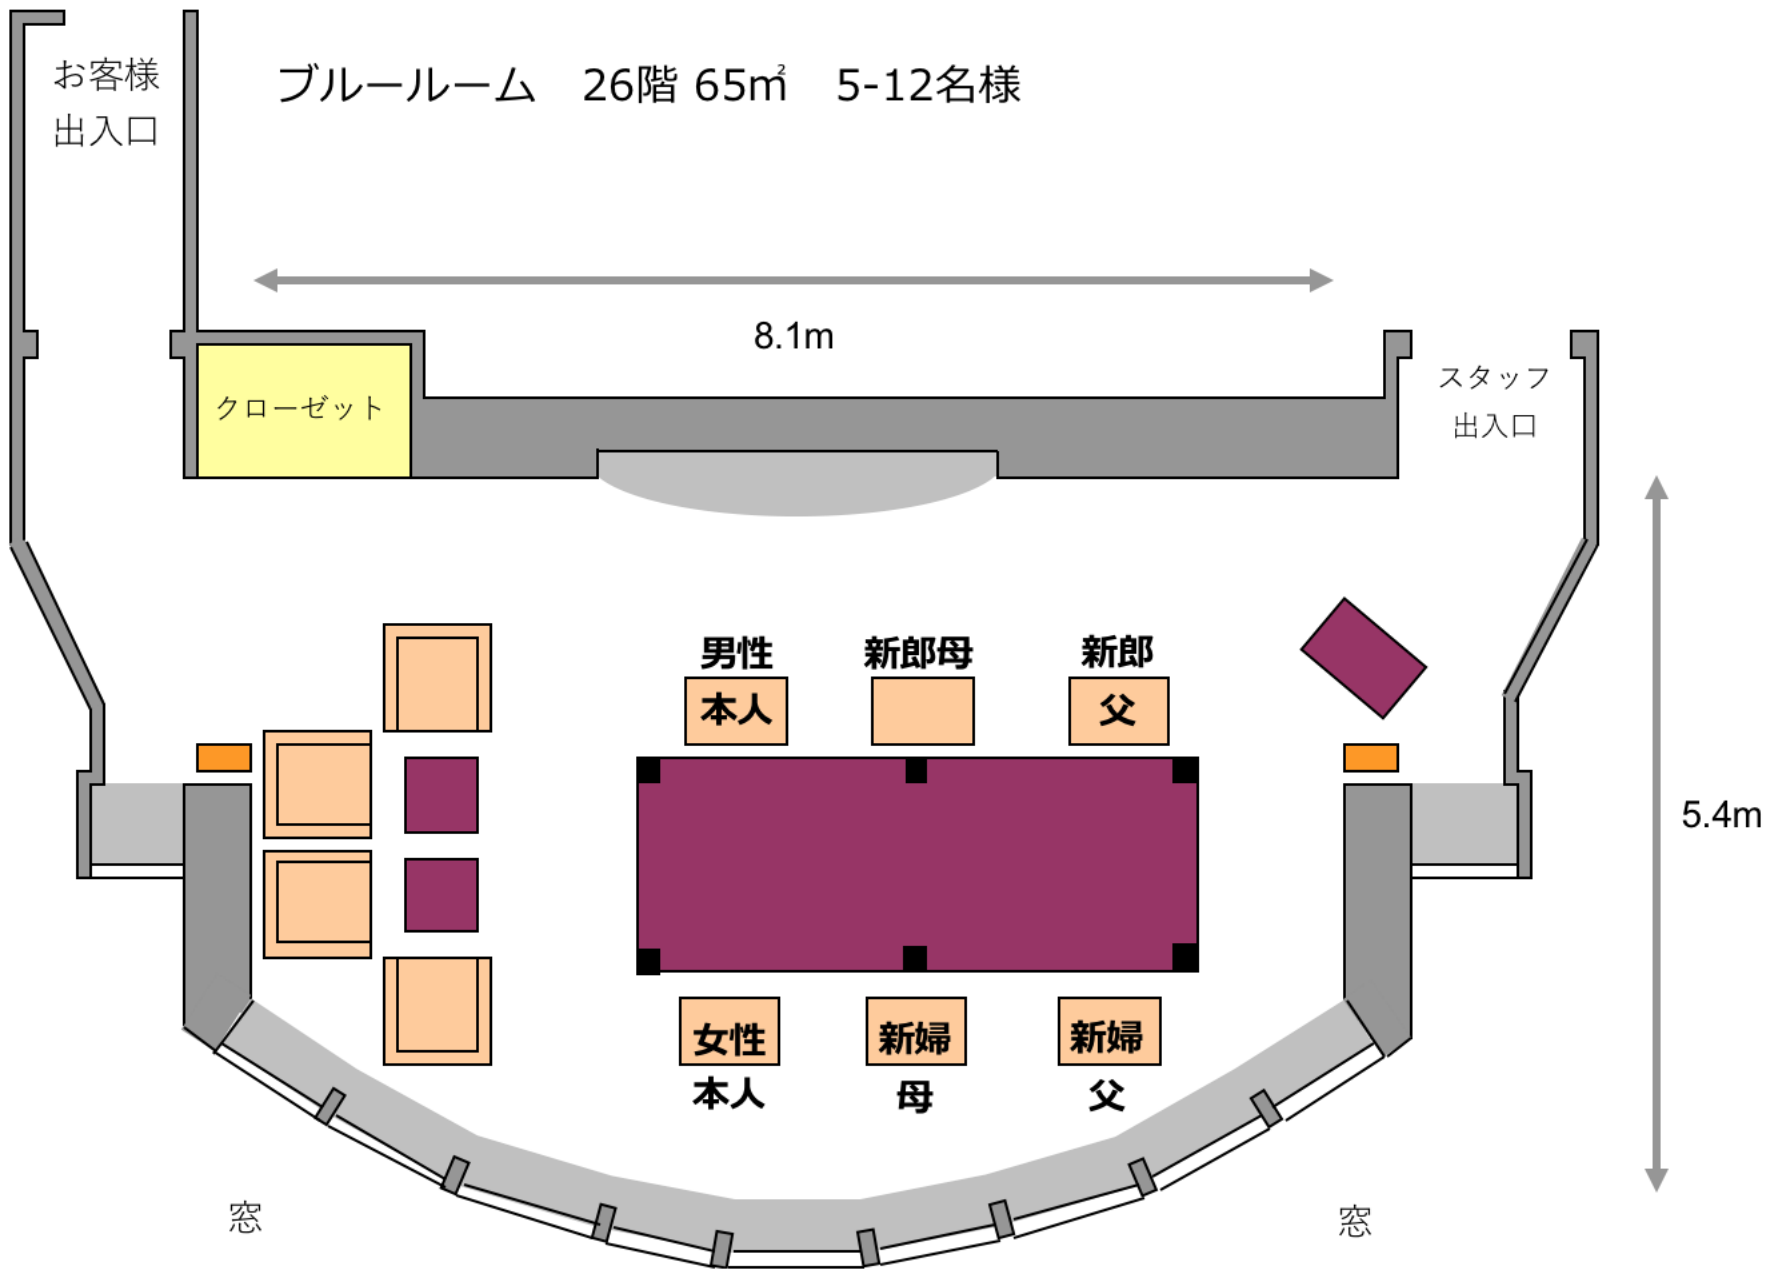 お客様
出入口
ブルールーム　26階 65㎡　5-12名様
8.1m
クローゼット
スタッフ
出入口
男性
本人
新郎母
新郎
父
5.4m
女性
本人
新婦
母
新婦
父
窓
窓